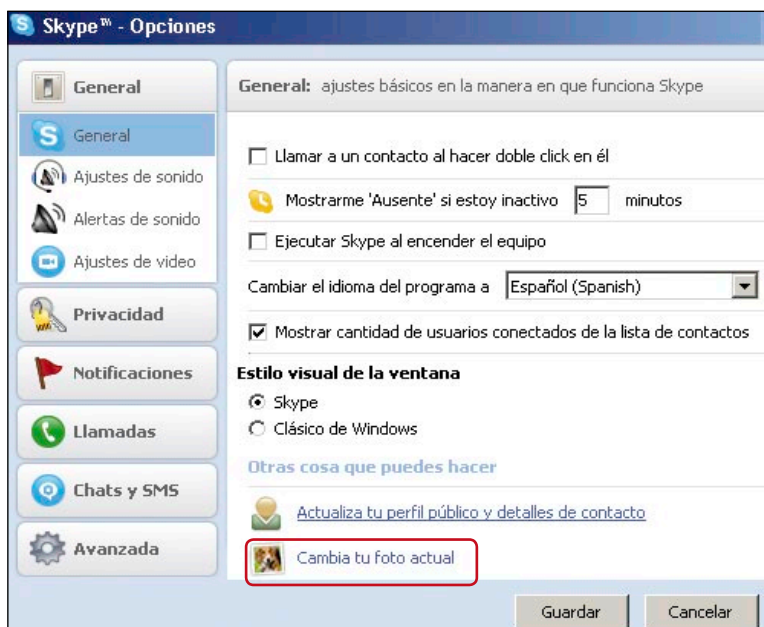 Skype™ - Opciones
General
General
Ajustes de sonido
Alertas de sonido
Ajustes de video
Privacidad
Notificaciones
Llamadas
Chats y SMS
Avanzada
General: ajustes básicos en la manera en que funciona Skype
Llamar a un contacto al hacer doble click en él
Mostrarme 'Ausente' si estoy inactivo 5 minutos
Ejecutar Skype al encender el equipo
Cambiar el idioma del programa a Español (Spanish)
Mostrar cantidad de usuarios conectados de la lista de contactos
Estilo visual de la ventana
Skype
Clásico de Windows
Otras cosa que puedes hacer
Actualiza tu perfil público y detalles de contacto
Cambia tu foto actual
Guardar Cancelar